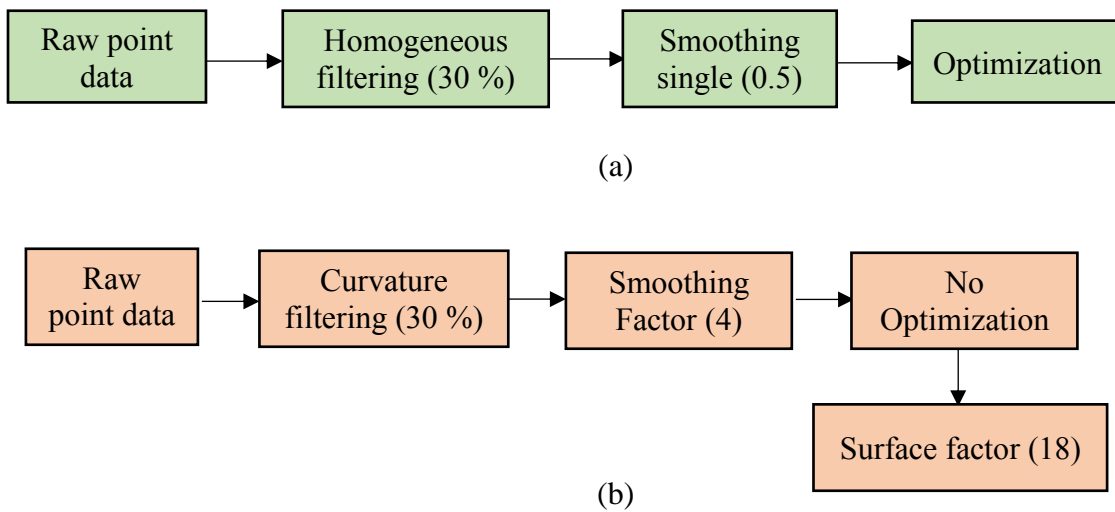 Raw point
data
Homogeneous
filtering (30 %)
Smoothing
single (0.5)
Optimization
(a)
Raw
point data
Curvature
filtering (30 %)
Smoothing
Factor (4)
No
Optimization
Surface factor (18)
(b)